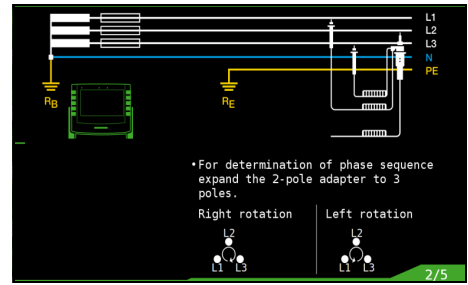 L1
L2
L3
N
PE
RB
RE
•For determination of phase sequence
expand the 2-pole adapter to 3
poles.
Right rotation
Left rotation
L2
L1 L3
L2
L1 L3
2/5